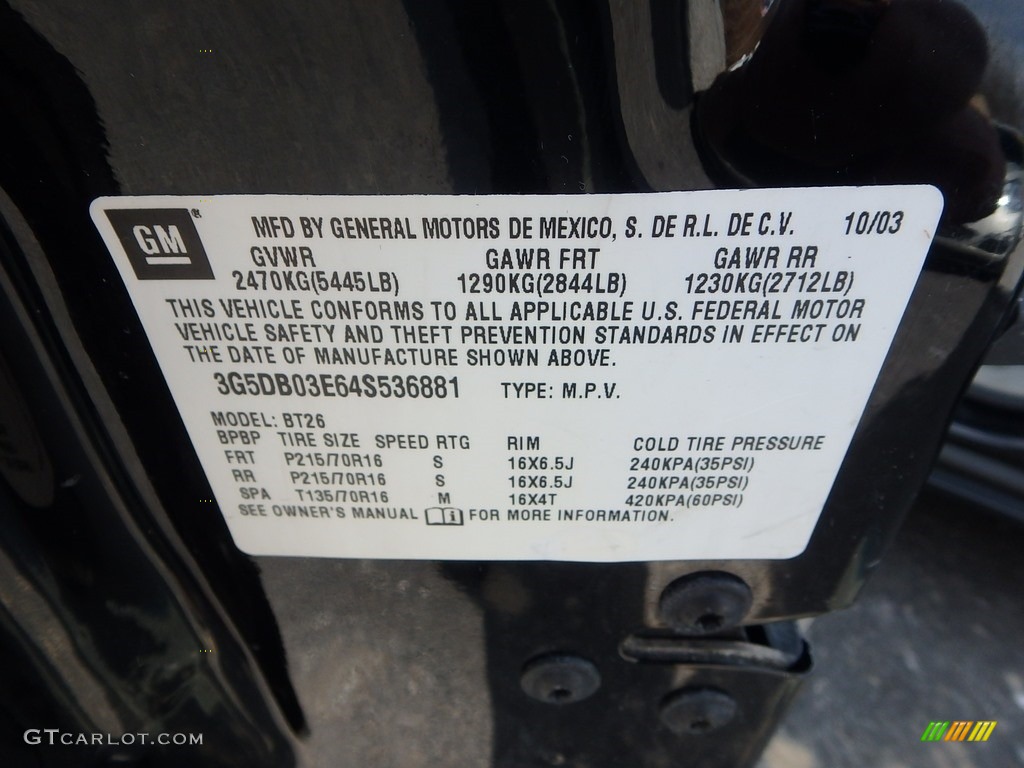 GM ®
MFD BY GENERAL MOTORS DE MEXICO, S. DE R.L. DE C.V. 10/03
GVWR GAWR FRT GAWR RR
2470KG(5445LB) 1290KG(2844LB) 1230KG(2712LB)
THIS VEHICLE CONFORMS TO ALL APPLICABLE U.S. FEDERAL MOTOR
VEHICLE SAFETY AND THEFT PREVENTION STANDARDS IN EFFECT ON
THE DATE OF MANUFACTURE SHOWN ABOVE.
3G5DB03E64S536881 TYPE: M.P.V.
MODEL: BT26
BPBP TIRE SIZE SPEED RTG RIM COLD TIRE PRESSURE
FRT P215/70R16 S 16X6.5J 240KPA(35PSI)
RR P215/70R16 S 16X6.5J 240KPA(35PSI)
SPA T135/70R16 M 16X4T 420KPA(60PSI)
SEE OWNER'S MANUAL FOR MORE INFORMATION.
GTCARLOT.COM